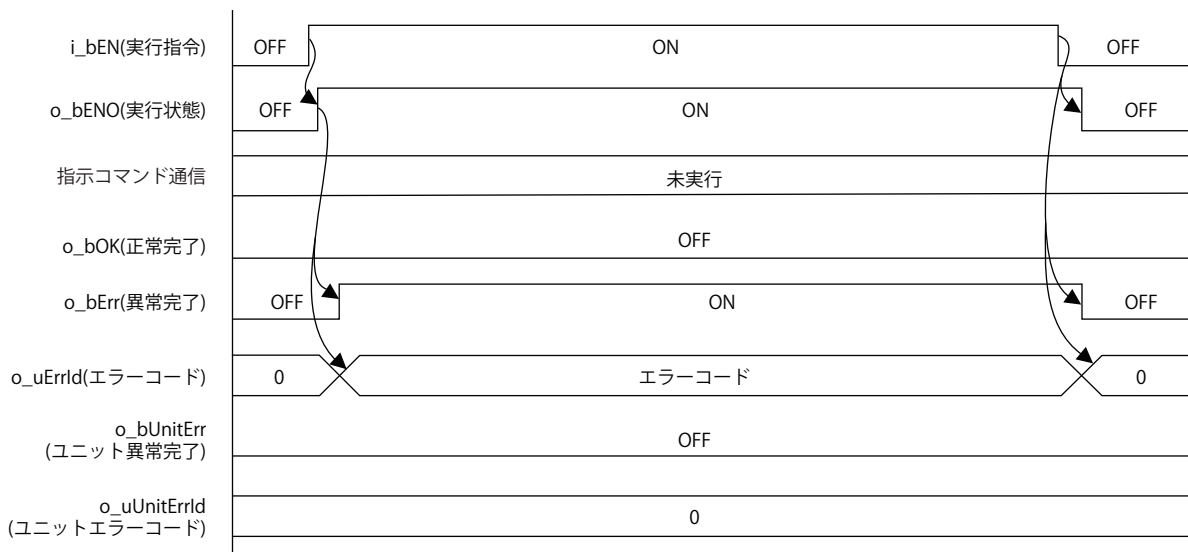 i_bEN(実行指令) OFF ON OFF
o_bENO(実行状態) OFF ON OFF
指示コマンド通信 未実行
o_bOK(正常完了) OFF
o_bErr(異常完了) OFF ON OFF
o_uErrId(エラーコード) 0 エラーコード 0
o_bUnitErr
(ユニット異常完了) OFF
o_uUnitErrId
(ユニットエラーコード) 0